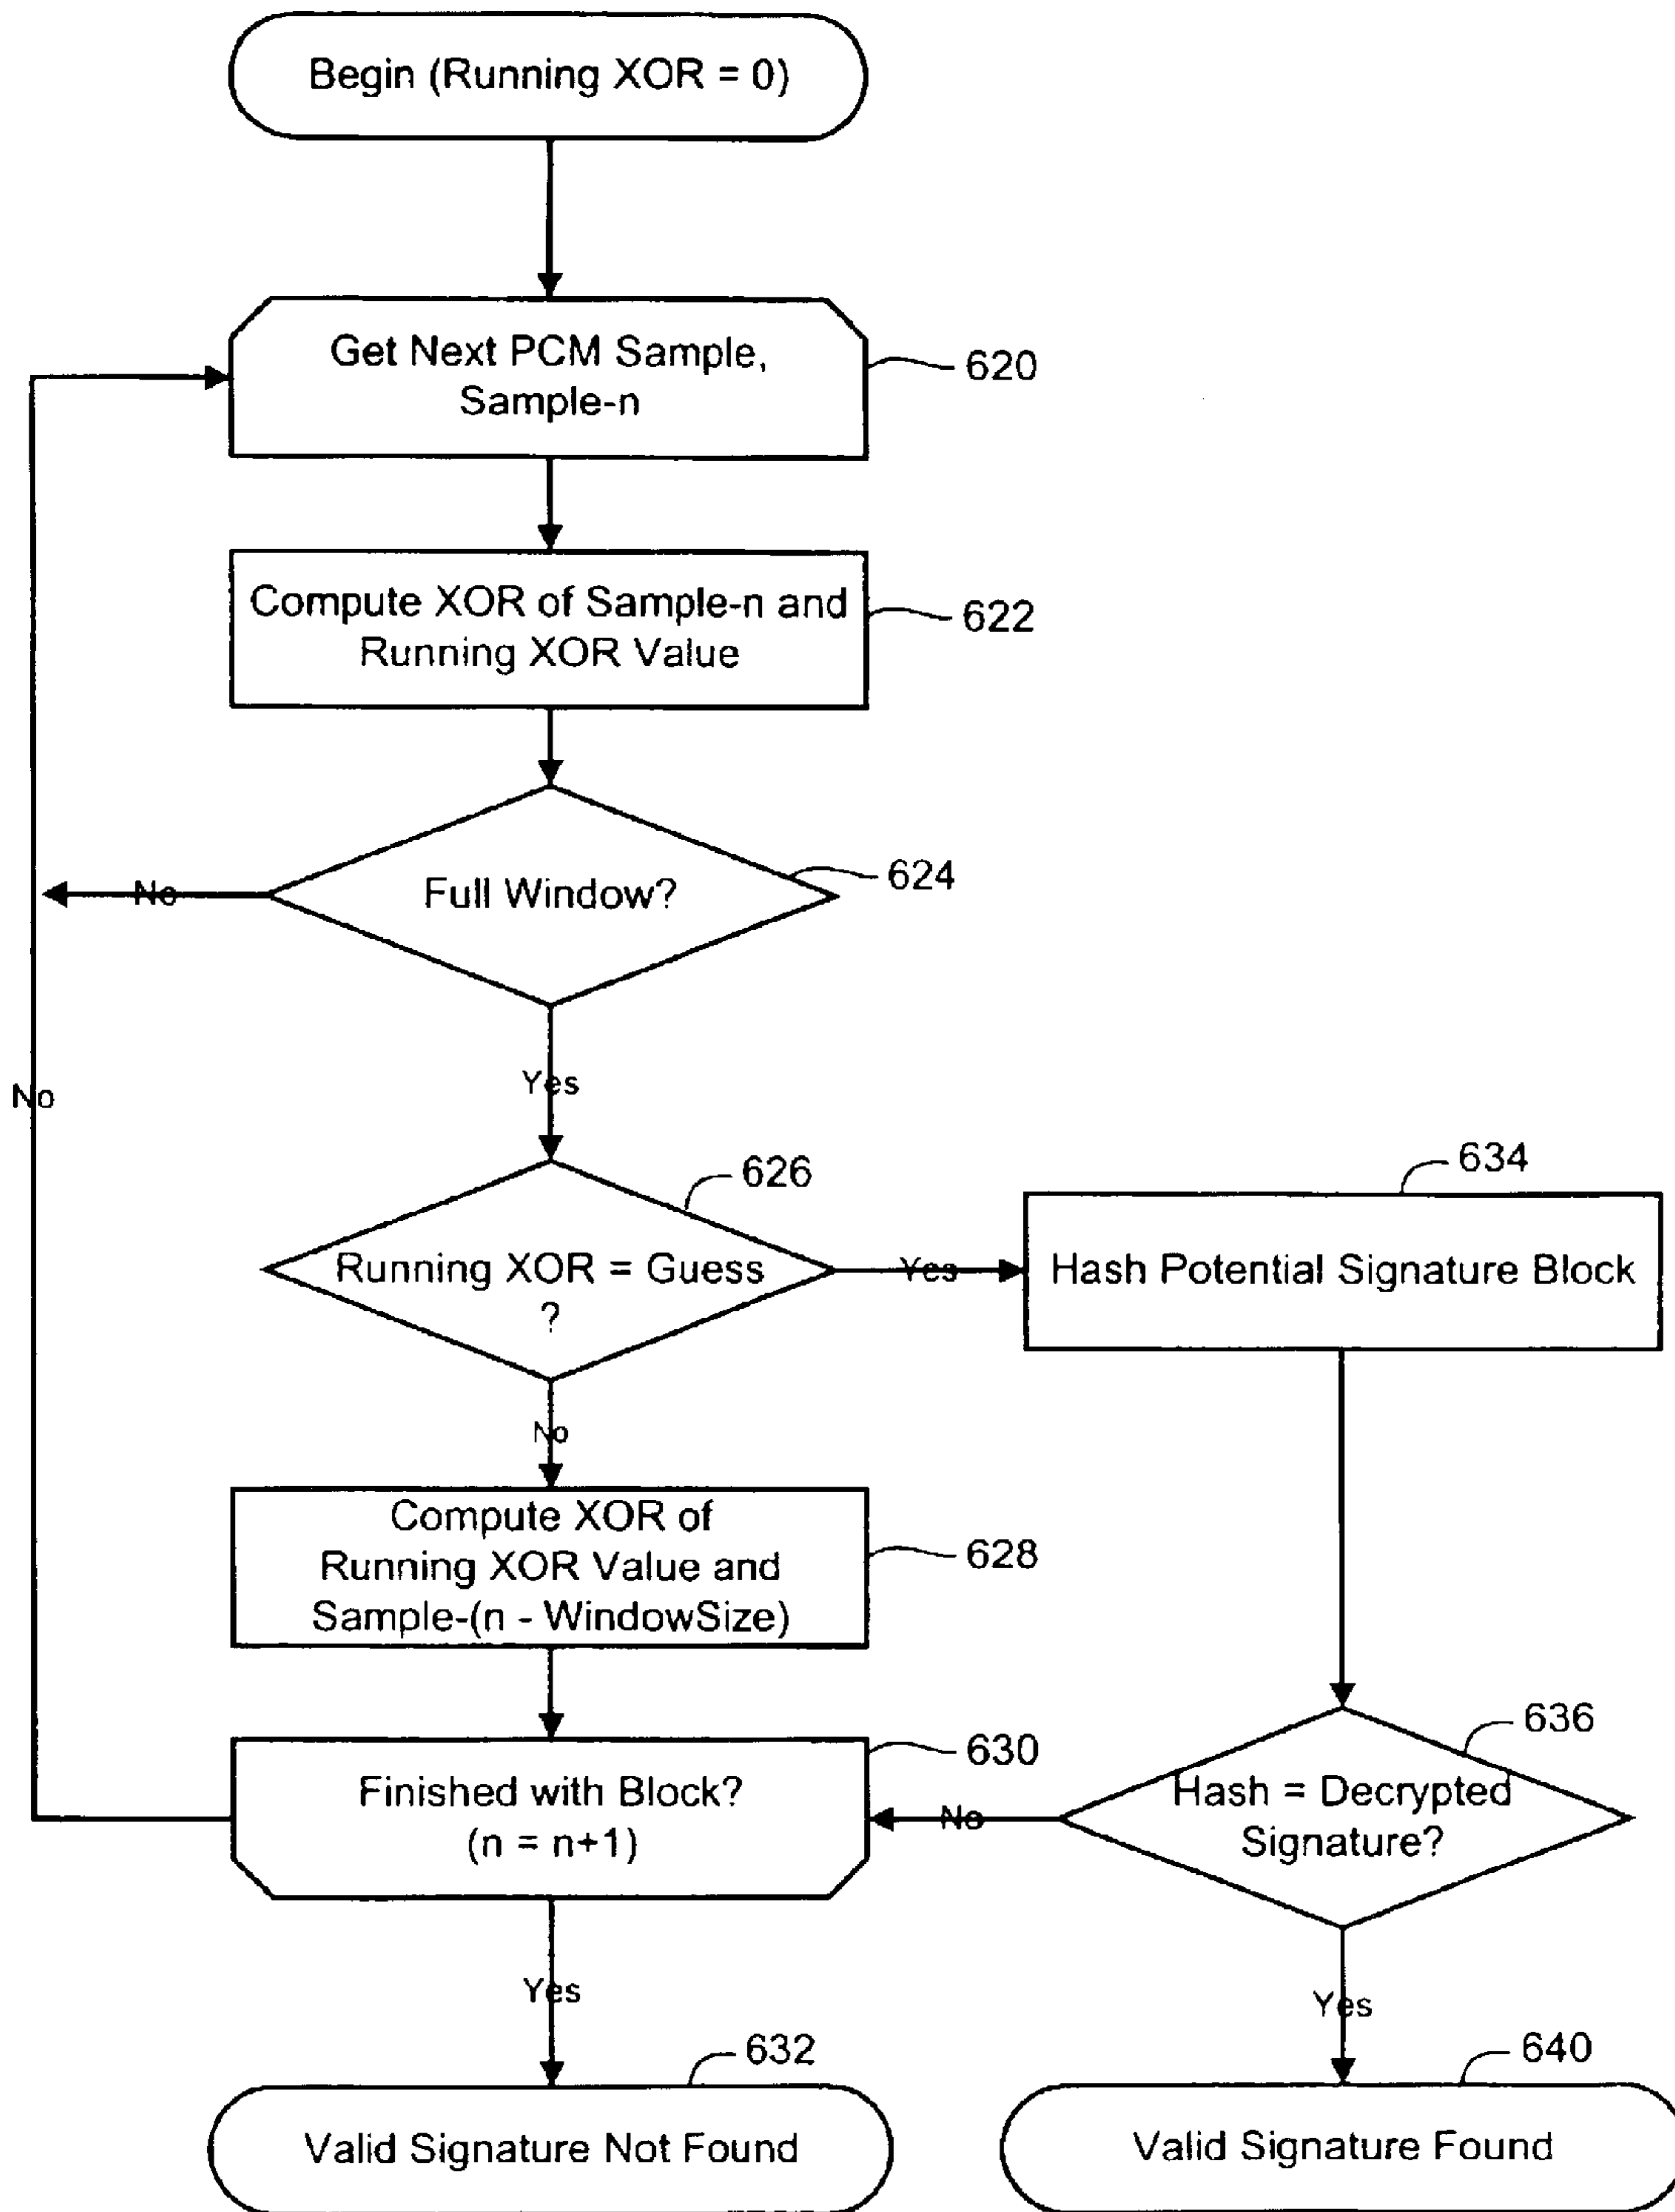 Begin (Running XOR = 0)
Get Next PCM Sample,
Sample-n
620
Compute XOR of Sample-n and
Running XOR Value
622
Full Window?
624
No
Yes
No
Running XOR = Guess
?
626
Yes
Hash Potential Signature Block
634
No
Compute XOR of
Running XOR Value and
Sample-(n - WindowSize)
628
Finished with Block?
(n = n+1)
630
No
Hash = Decrypted
Signature?
636
Yes
Yes
Valid Signature Not Found
632
Valid Signature Found
640